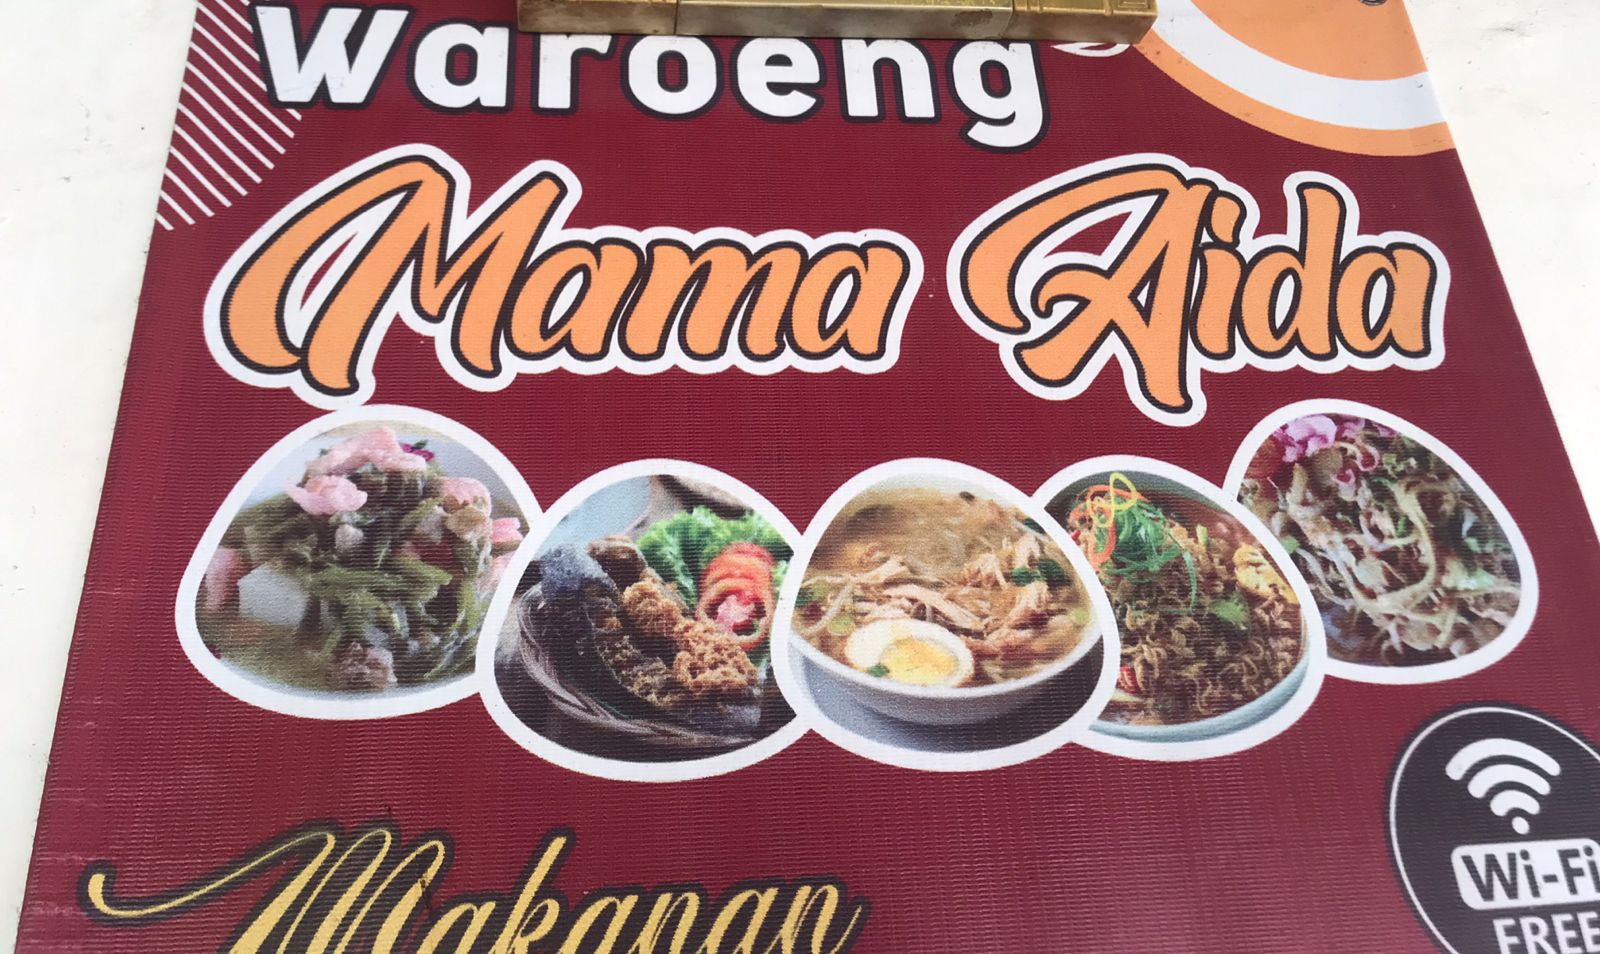 Waroeng
Mama Aida
Wi-Fi
FREE
Makanan